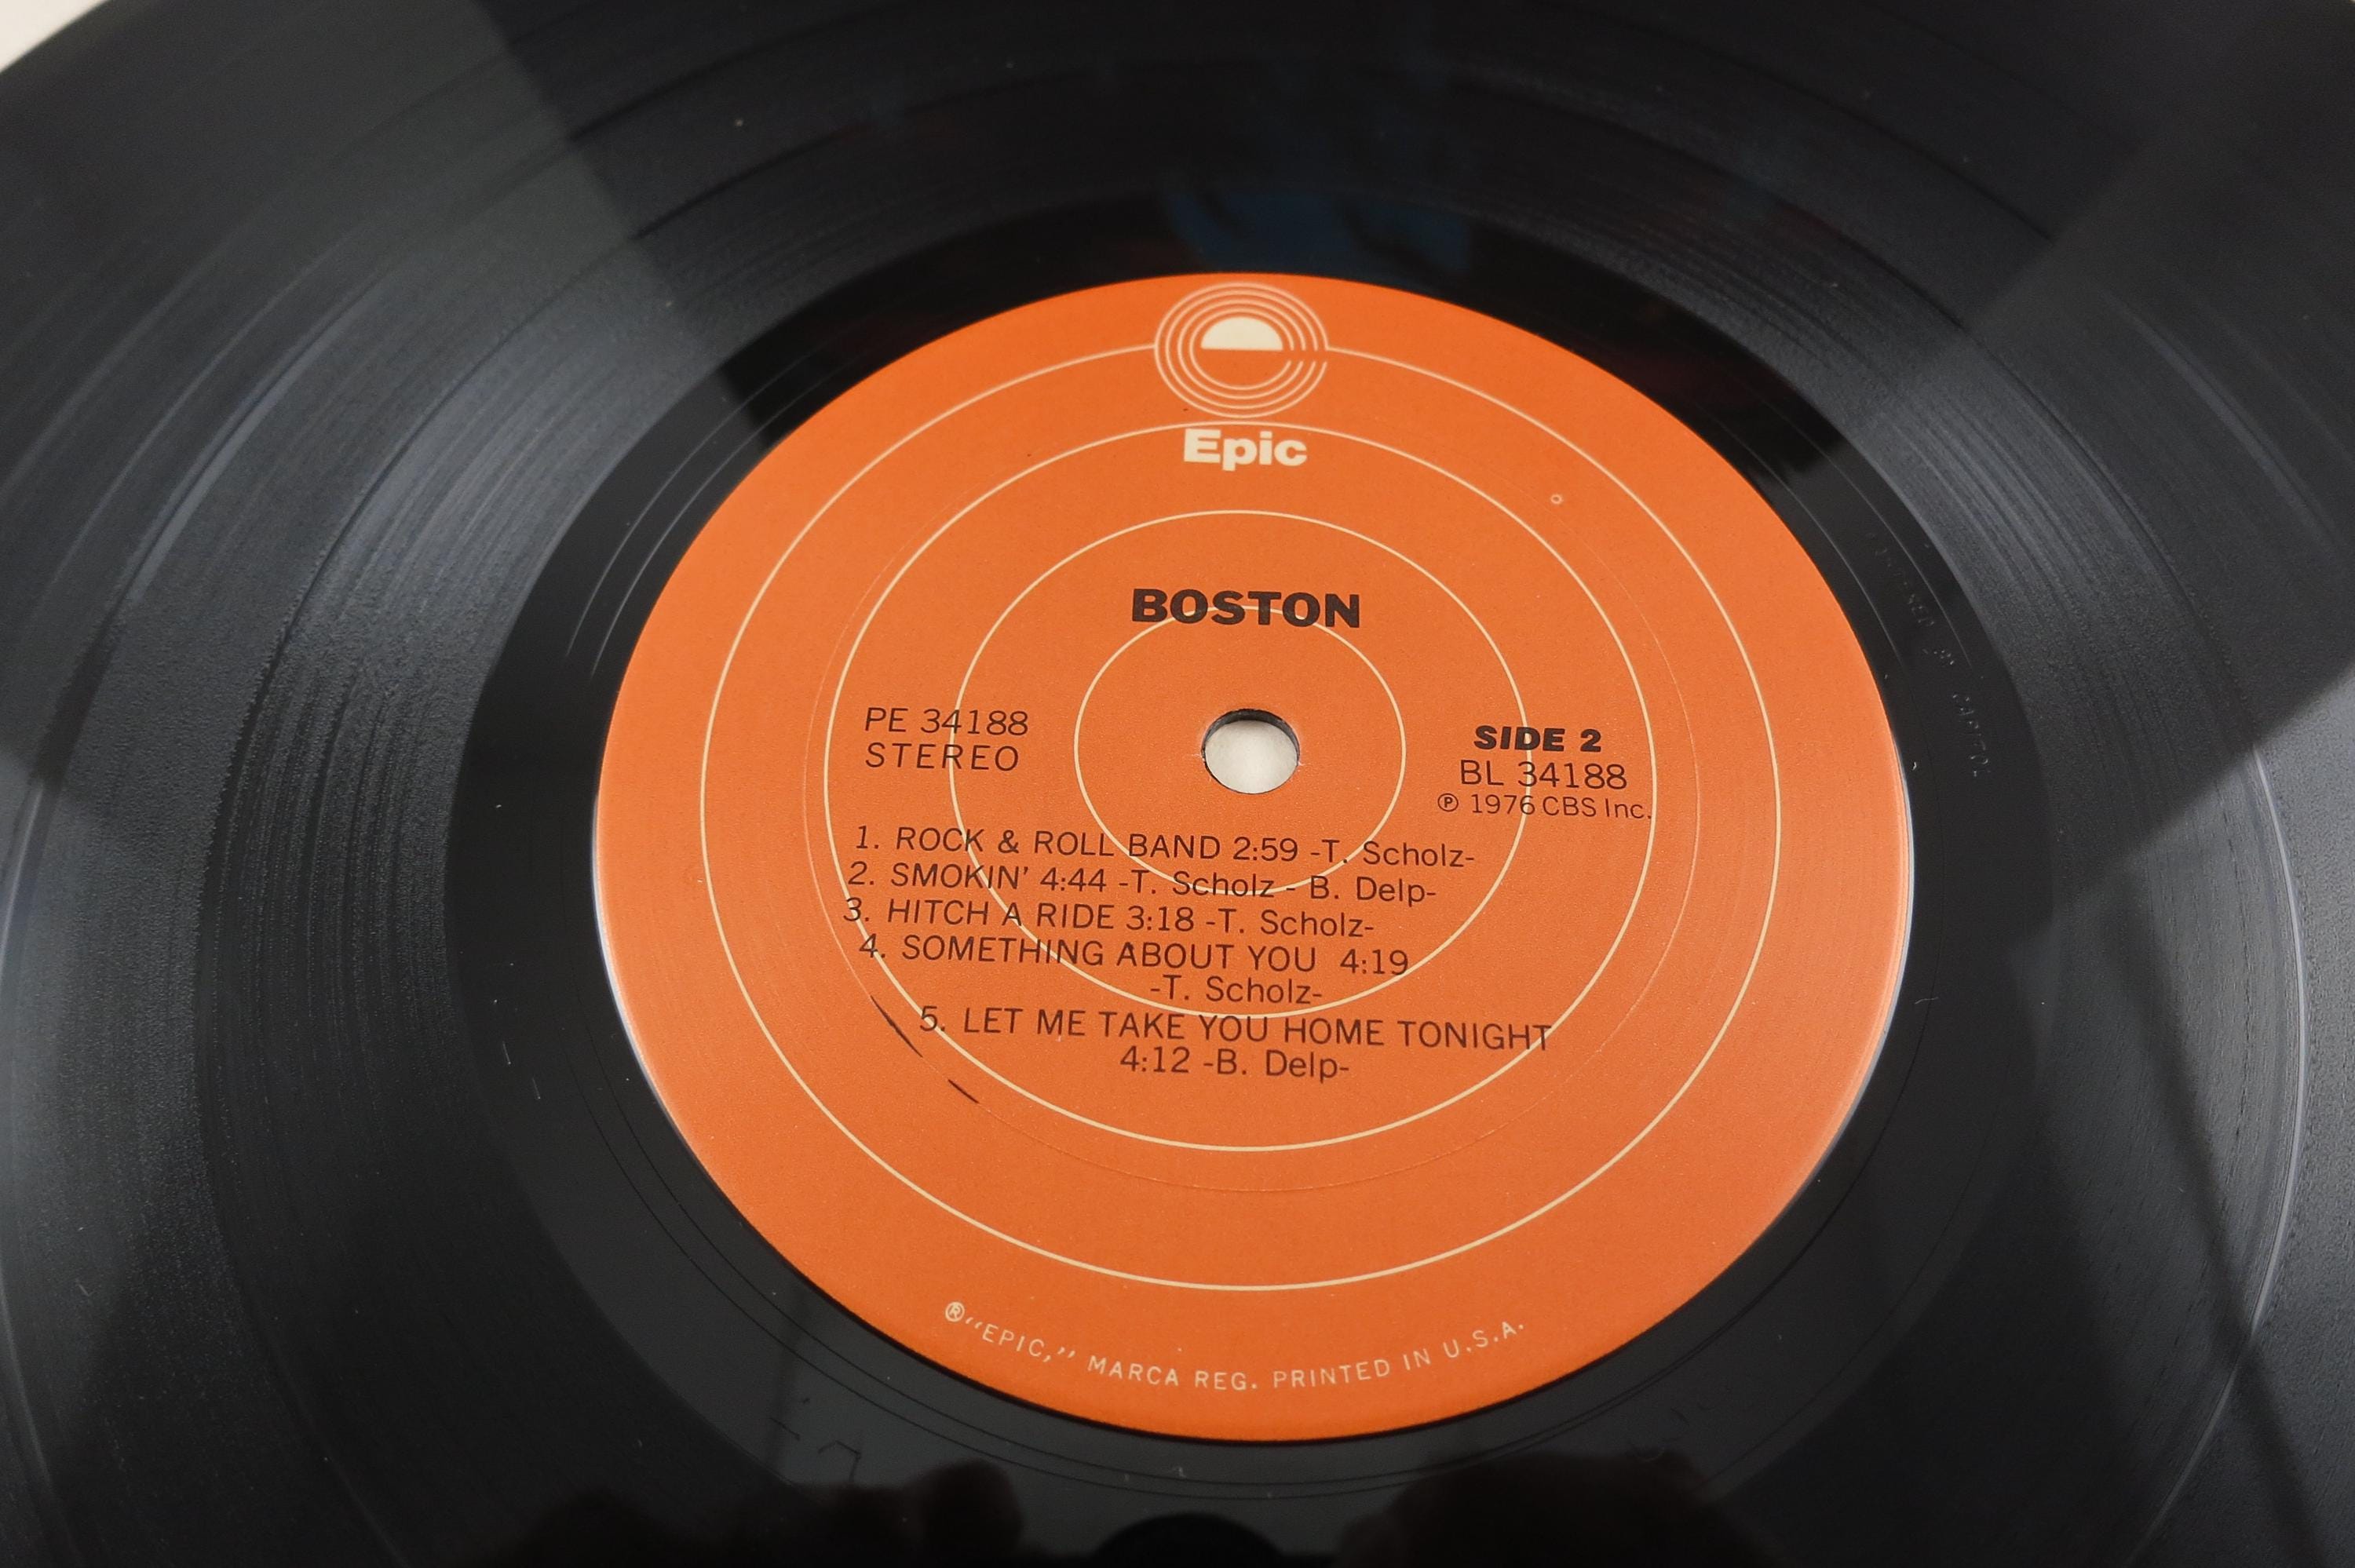 Epic
BOSTON
PE 34188
STEREO
SIDE 2
BL 34188
℗ 1976 CBS Inc.
1. ROCK & ROLL BAND 2:59 -T. Scholz-
2. SMOKIN' 4:44 -T. Scholz - B. Delp-
3. HITCH A RIDE 3:18 -T. Scholz-
4. SOMETHING ABOUT YOU 4:19
-T. Scholz-
5. LET ME TAKE YOU HOME TONIGHT
4:12 -B. Delp-
®“EPIC,” MARCA REG. PRINTED IN U.S.A.